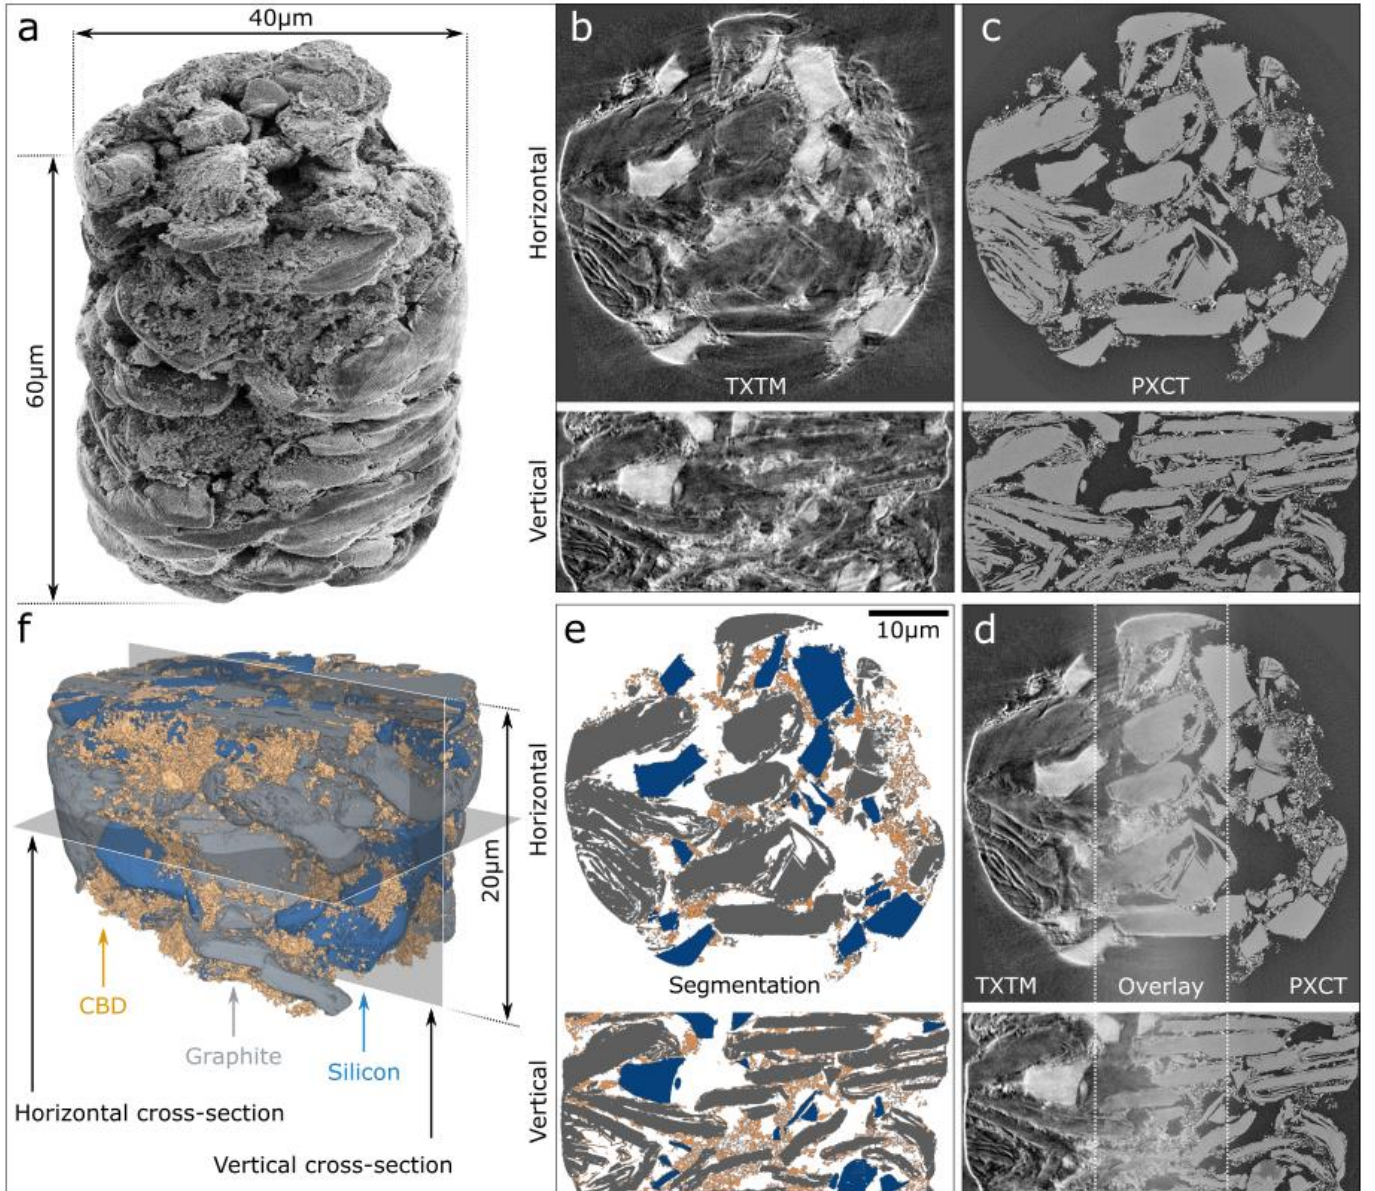 a
40μm
60μm
b
Horizontal
TXTM
Vertical
c
PXCT
f
20μm
CBD
Graphite
Silicon
Horizontal cross-section
Vertical cross-section
e
10μm
Horizontal
Segmentation
Vertical
d
TXTM
Overlay
PXCT